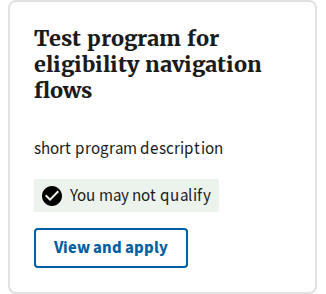 Test program for
eligibility navigation
flows
short program description
You may not qualify
View and apply